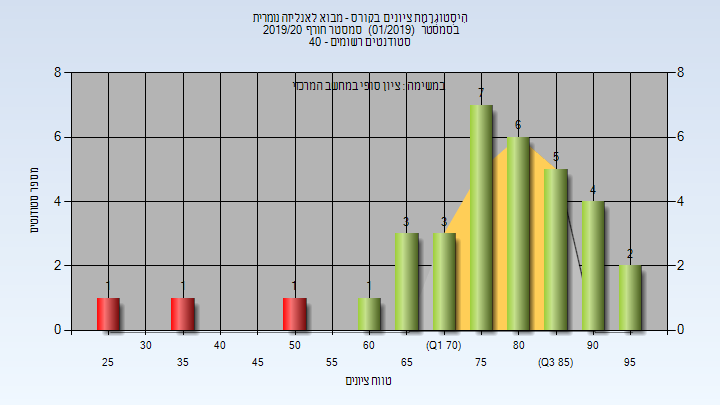 היסטוגרמת ציונים בקורס - מבוא לאנליזה נומרית
בסמסטר (01/2019) סמסטר חורף 2019/20
סטודנטים רשומים - 40
במשימה : ציון סופי במחשב המרכזי
8 8
6 6
4 4
2 2
0 0
מספר סטודנטים
1 1 1 1 3 3 7 6 5 4 2
30 40 50 60 (Q1 70) 80 90
25 35 45 55 65 75 (Q3 85) 95
טווח ציונים